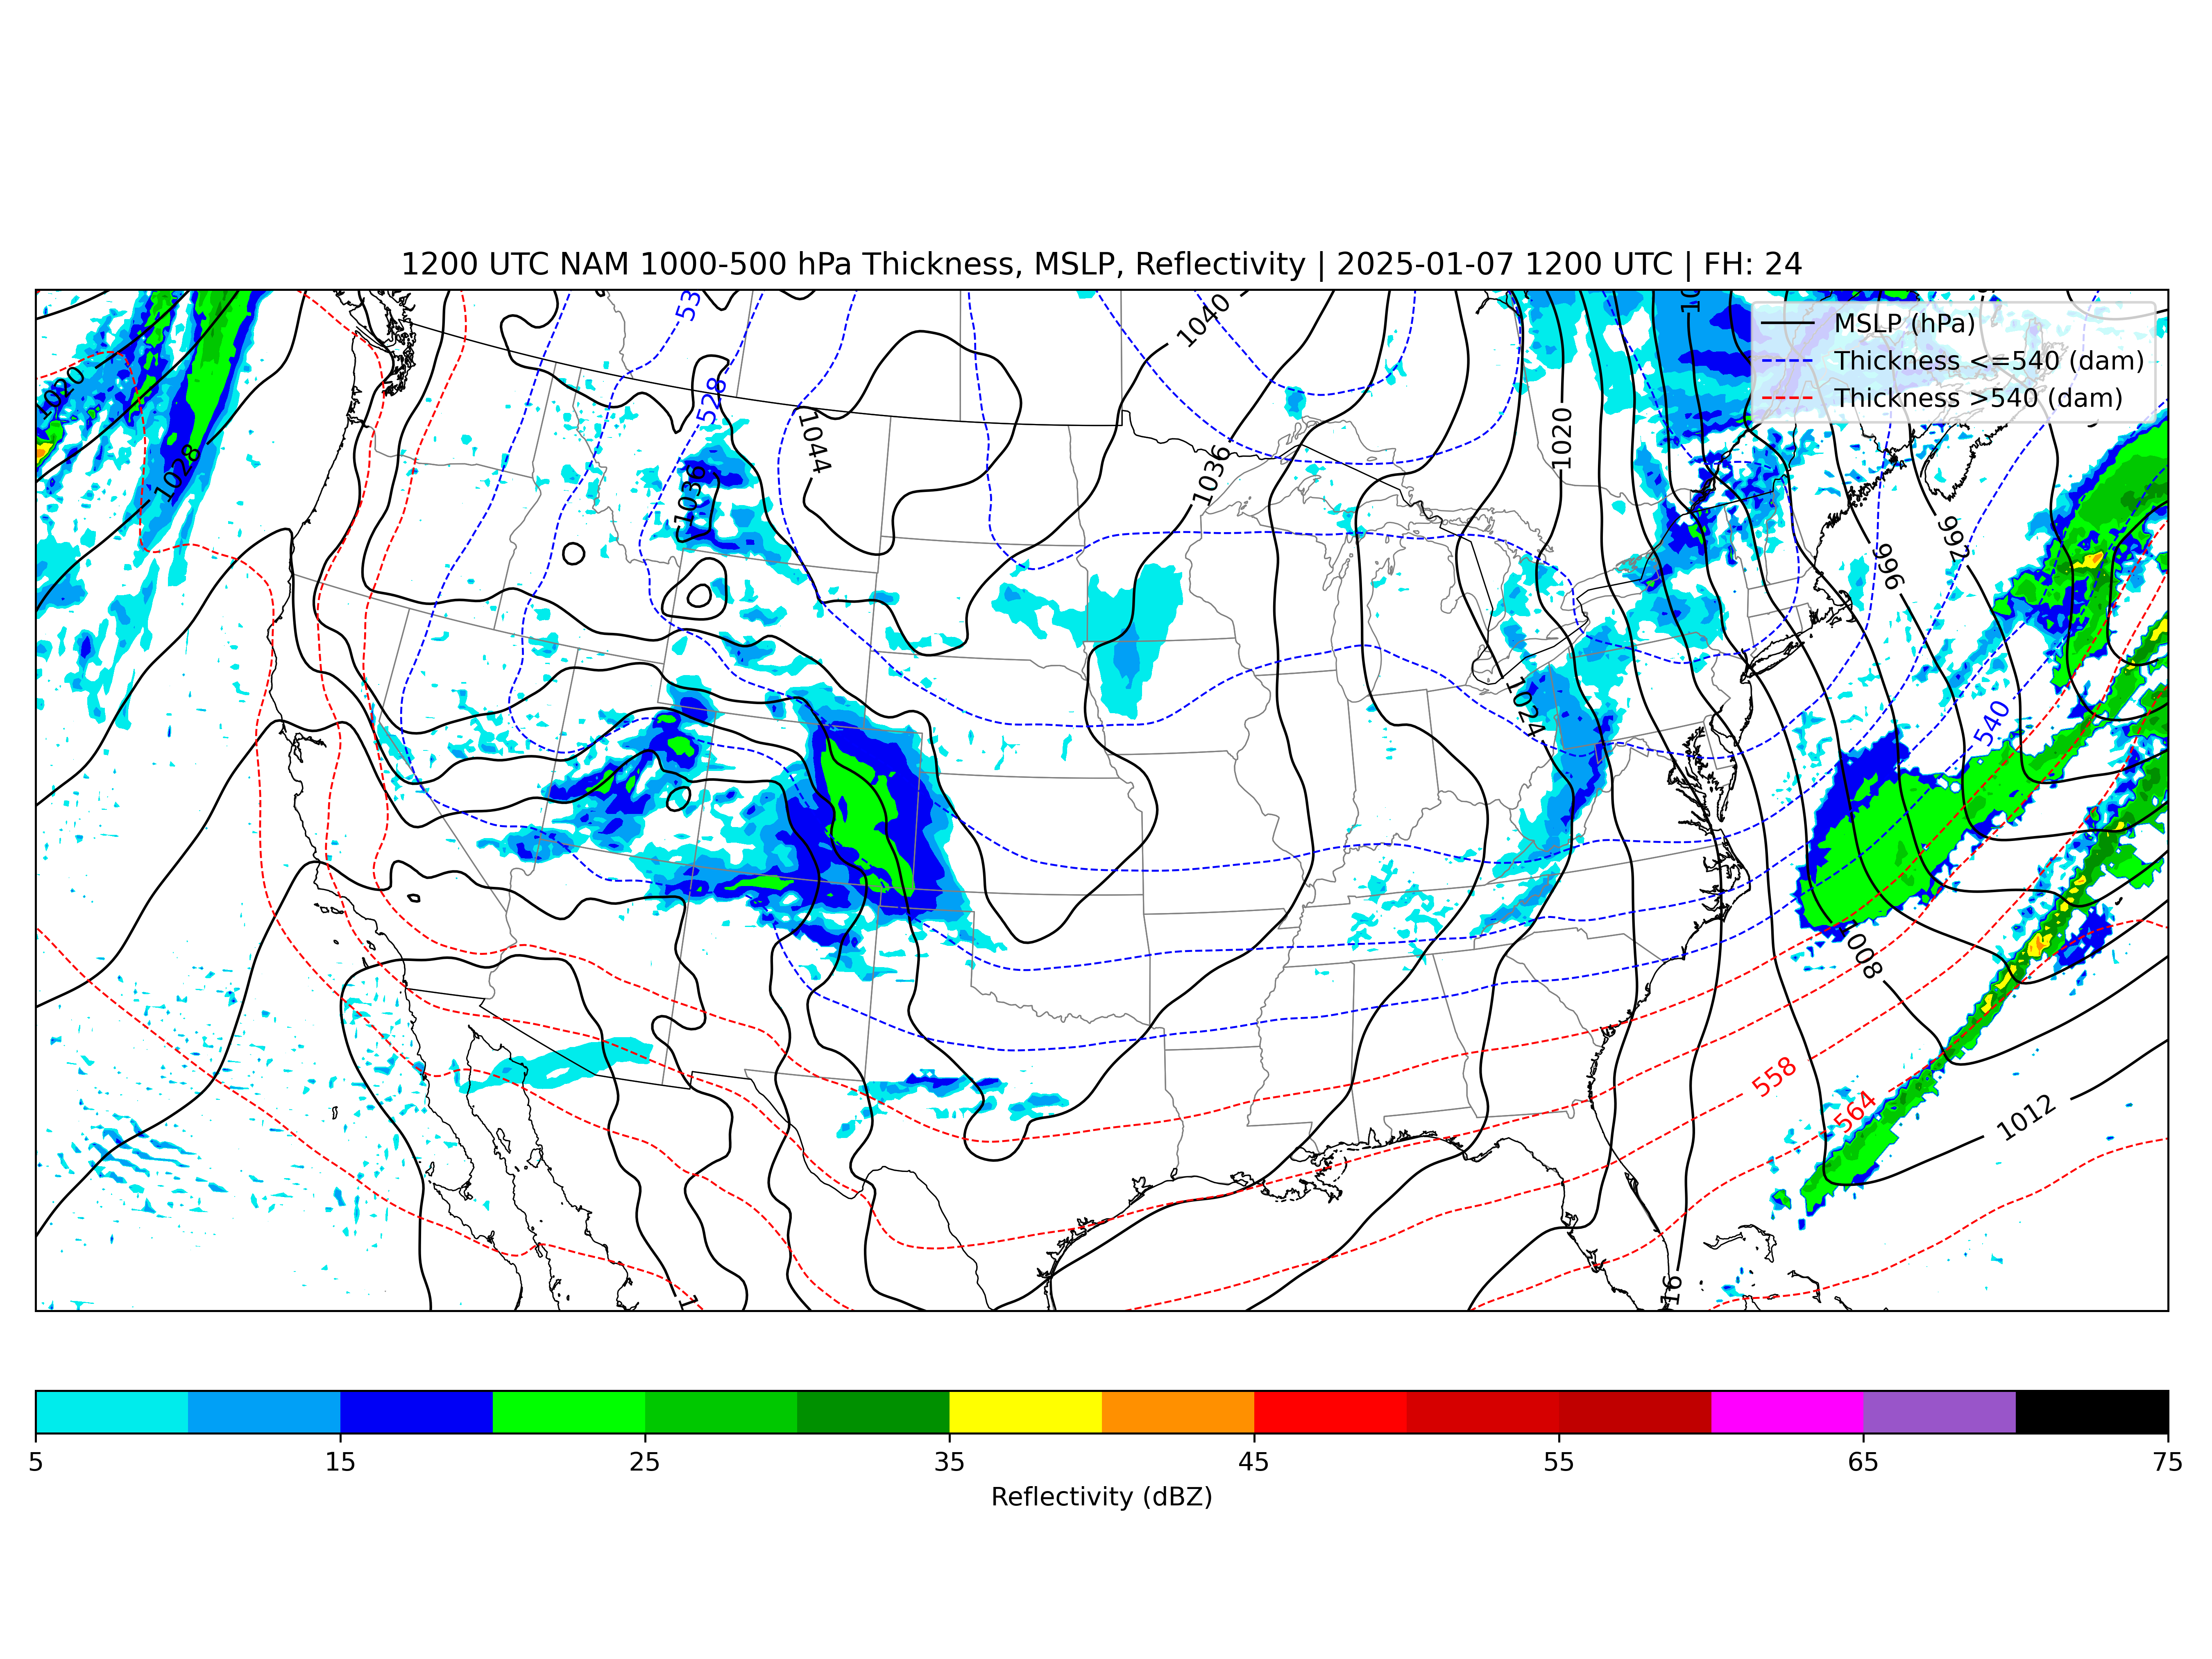 1200 UTC NAM 1000-500 hPa Thickness, MSLP, Reflectivity | 2025-01-07 1200 UTC | FH: 24
MSLP (hPa)
Thickness <=540 (dam)
Thickness >540 (dam)
1040
1020
528
1044
1020
1036
1028
1036
992
996
1024
540
1008
558
564
1012
16
5 15 25 35 45 55 65 75
Reflectivity (dBZ)